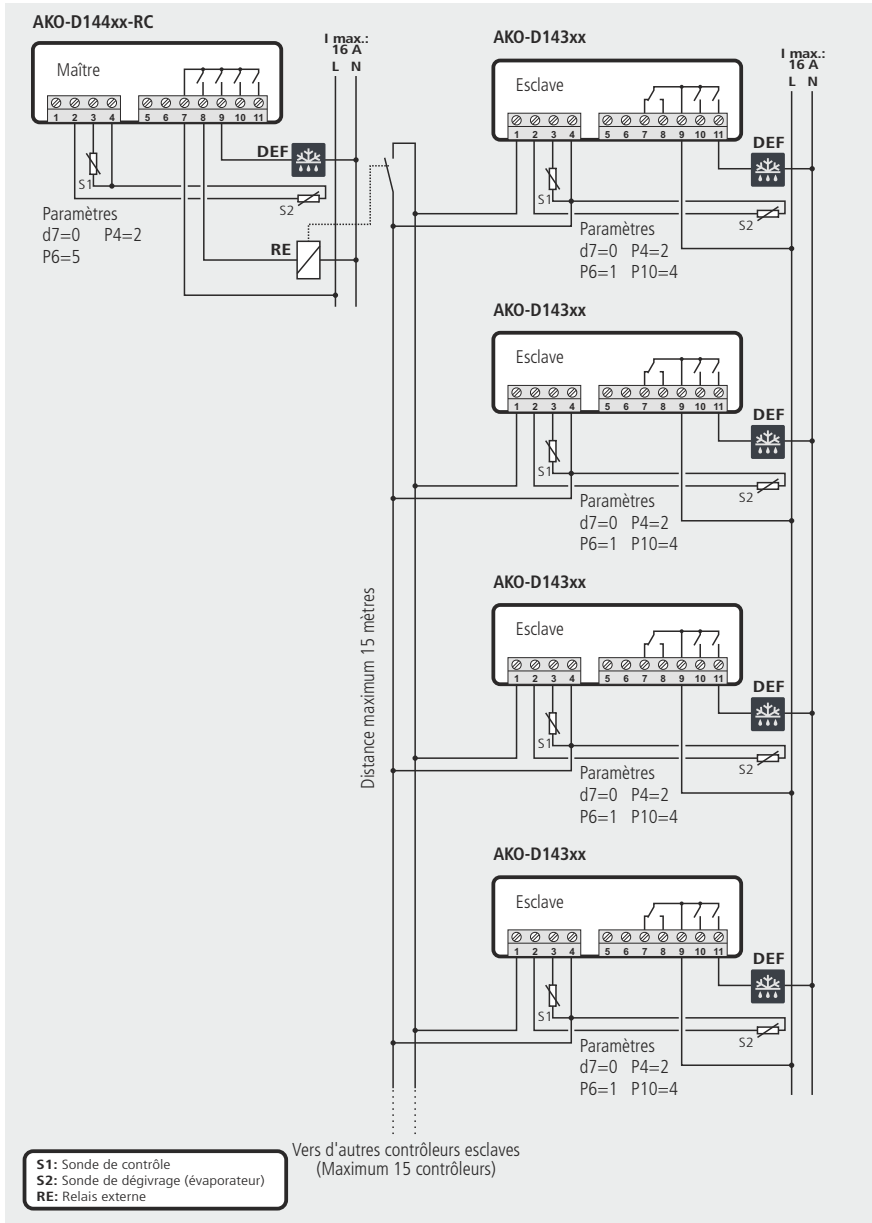 AKO-D144xx-RC
I max.:
16 A
L N
Maître
1 2 3 4 5 6 7 8 9 10 11
DEF
S1
S2
Paramètres
d7=0 P4=2
P6=5
RE
AKO-D143xx
I max.:
16 A
L N
Esclave
1 2 3 4 5 6 7 8 9 10 11
DEF
S1
S2
Paramètres
d7=0 P4=2
P6=1 P10=4
AKO-D143xx
Esclave
1 2 3 4 5 6 7 8 9 10 11
DEF
S1
S2
Paramètres
d7=0 P4=2
P6=1 P10=4
Distance maximum 15 mètres
AKO-D143xx
Esclave
1 2 3 4 5 6 7 8 9 10 11
DEF
S1
S2
Paramètres
d7=0 P4=2
P6=1 P10=4
AKO-D143xx
Esclave
1 2 3 4 5 6 7 8 9 10 11
DEF
S1
S2
Paramètres
d7=0 P4=2
P6=1 P10=4
Vers d'autres contrôleurs esclaves
(Maximum 15 contrôleurs)
S1: Sonde de contrôle
S2: Sonde de dégivrage (évaporateur)
RE: Relais externe